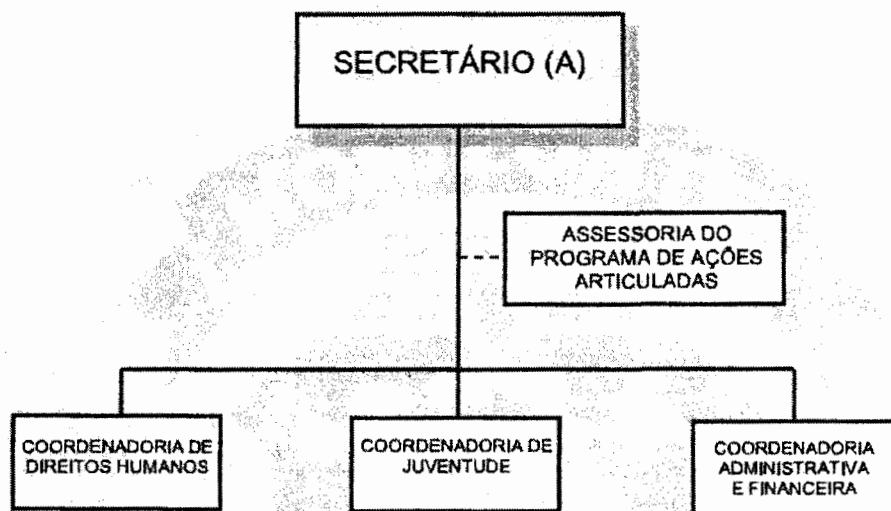 SECRETÁRIO (A)
ASSESSORIA DO
PROGRAMA DE AÇÕES
ARTICULADAS
COORDENADORIA DE
DIREITOS HUMANOS
COORDENADORIA DE
JUVENTUDE
COORDENADORIA
ADMINISTRATIVA
E FINANCEIRA